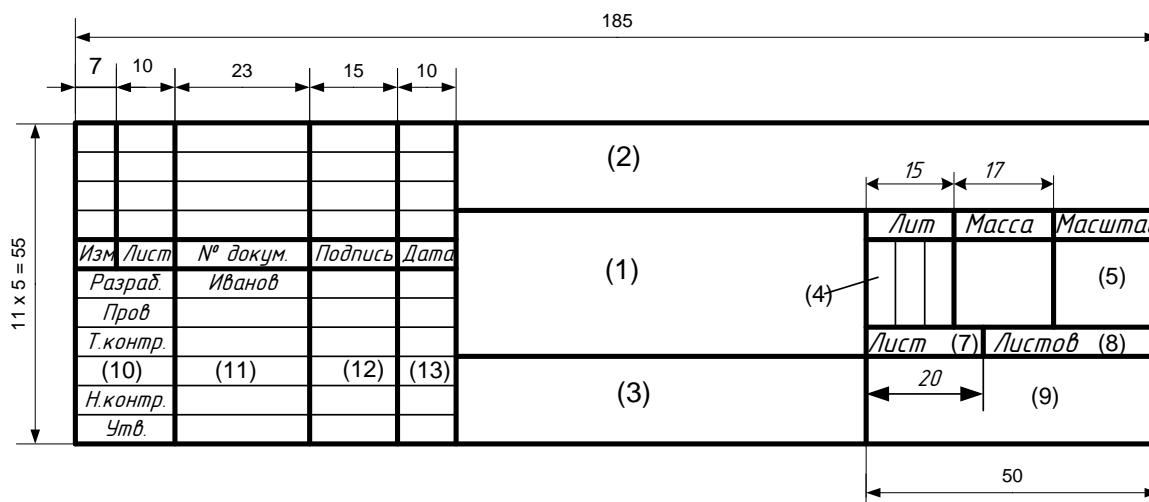 185
7 10 23 15 10
(2)
15 17
Лит Масса Масштаб
11 x 5 = 55
Изм Лист № докум. Подпись Дата
(1)
(4)
(5)
Разраб. Иванов
Пров
Т.контр.
Лист (7) Листов (8)
(10) (11) (12) (13)
(3)
20
(9)
Н.контр.
Утв.
50